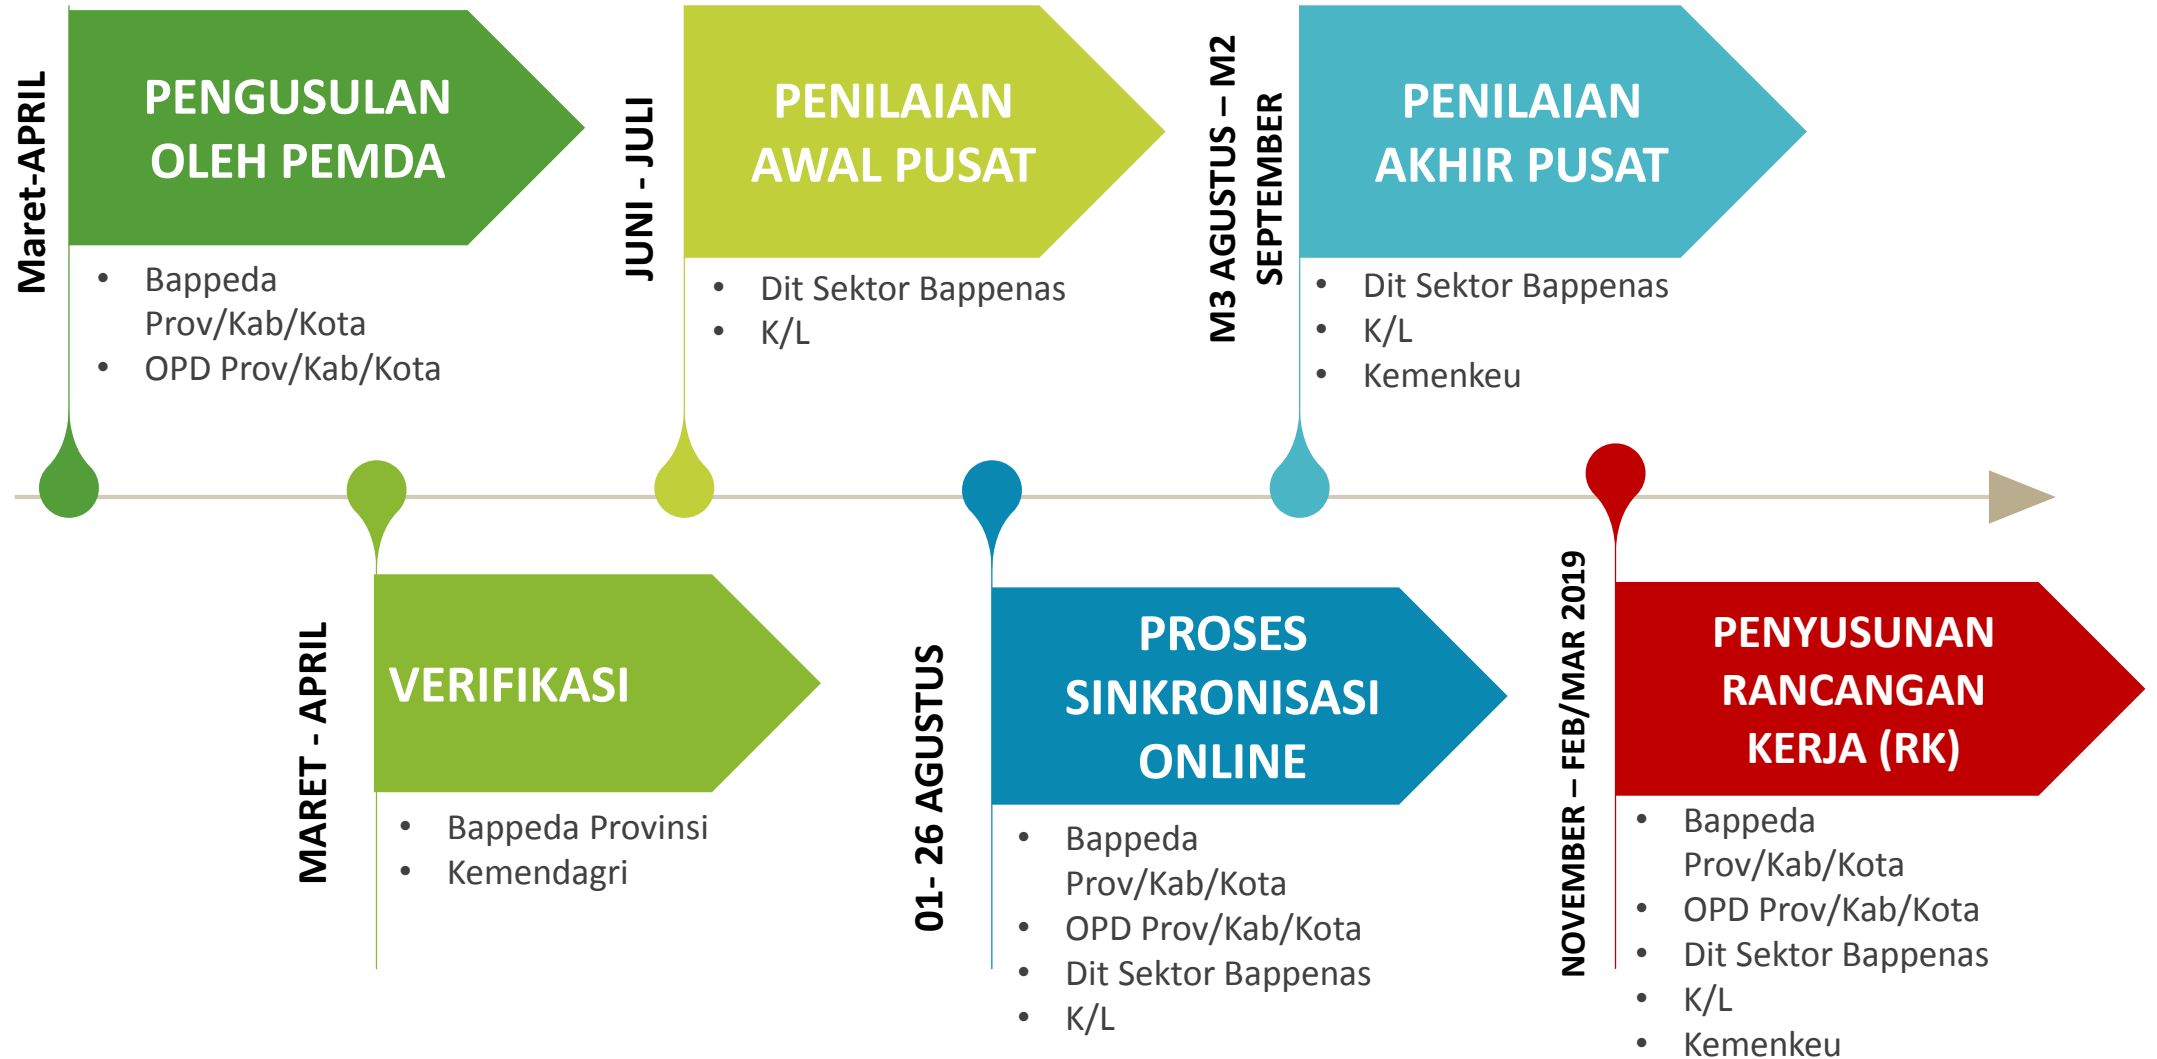 Maret-APRIL
PENGUSULAN
OLEH PEMDA
• Bappeda
Prov/Kab/Kota
• OPD Prov/Kab/Kota
MARET - APRIL
VERIFIKASI
• Bappeda Provinsi
• Kemendagri
JUNI - JULI
PENILAIAN
AWAL PUSAT
• Dit Sektor Bappenas
• K/L
01- 26 AGUSTUS
PROSES
SINKRONISASI
ONLINE
• Bappeda
Prov/Kab/Kota
• OPD Prov/Kab/Kota
• Dit Sektor Bappenas
• K/L
M3 AGUSTUS – M2
SEPTEMBER
PENILAIAN
AKHIR PUSAT
• Dit Sektor Bappenas
• K/L
• Kemenkeu
NOVEMBER – FEB/MAR 2019
PENYUSUNAN
RANCANGAN
KERJA (RK)
• Bappeda
Prov/Kab/Kota
• OPD Prov/Kab/Kota
• Dit Sektor Bappenas
• K/L
• Kemenkeu